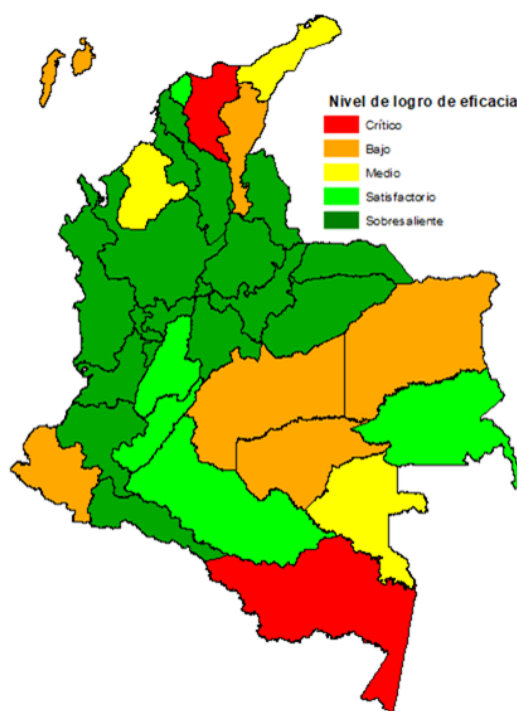 Nivel de logro de eficacia
Crítico
Bajo
Medio
Satisfactorio
Sobresaliente